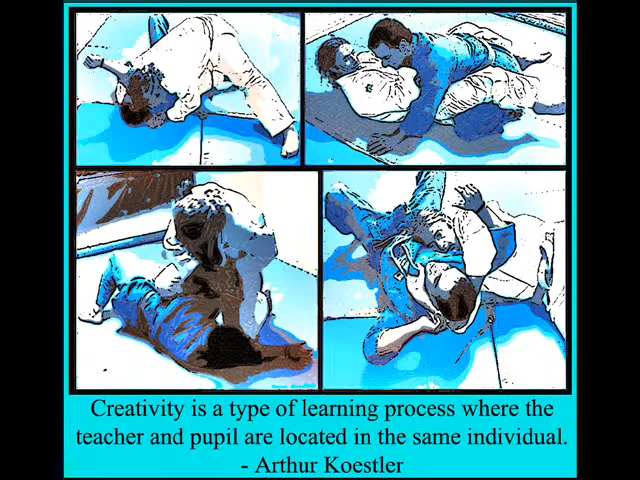 Creativity is a type of learning process where the
teacher and pupil are located in the same individual.
- Arthur Koestler